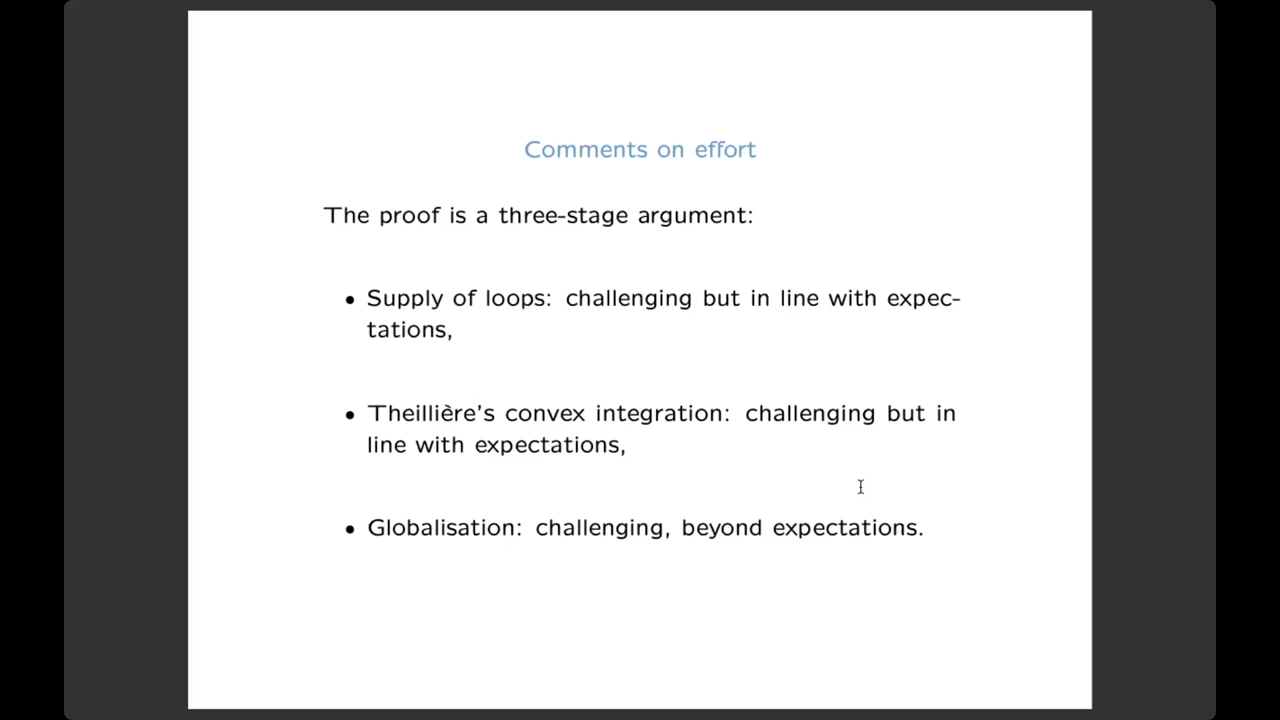 Comments on effort
The proof is a three-stage argument:
• Supply of loops: challenging but in line with expec-
tations,
• Theillière's convex integration: challenging but in
line with expectations,
• Globalisation: challenging, beyond expectations.